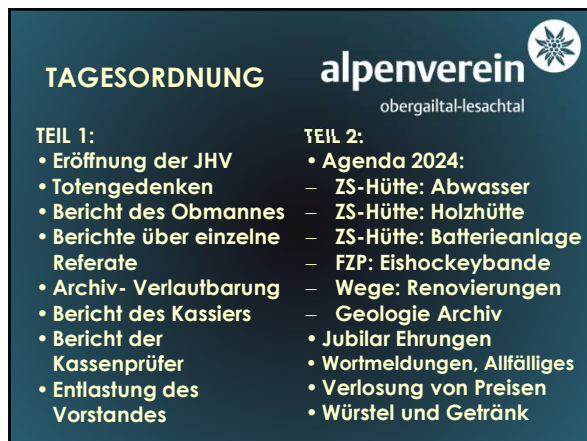 TAGESORDNUNG
alpenverein
obergailtal-lesachtal
TEIL 1:
• Eröffnung der JHV
• Totengedenken
• Bericht des Obmannes
• Berichte über einzelne
Referate
• Archiv- Verlautbarung
• Bericht des Kassiers
• Bericht der
Kassenprüfer
• Entlastung des
Vorstandes
TEIL 2:
• Agenda 2024:
– ZS-Hütte: Abwasser
– ZS-Hütte: Holzhütte
– ZS-Hütte: Batterieanlage
– FZP: Eishockeybande
– Wege: Renovierungen
– Geologie Archiv
• Jubilar Ehrungen
• Wortmeldungen, Allfälliges
• Verlosung von Preisen
• Würstel und Getränk